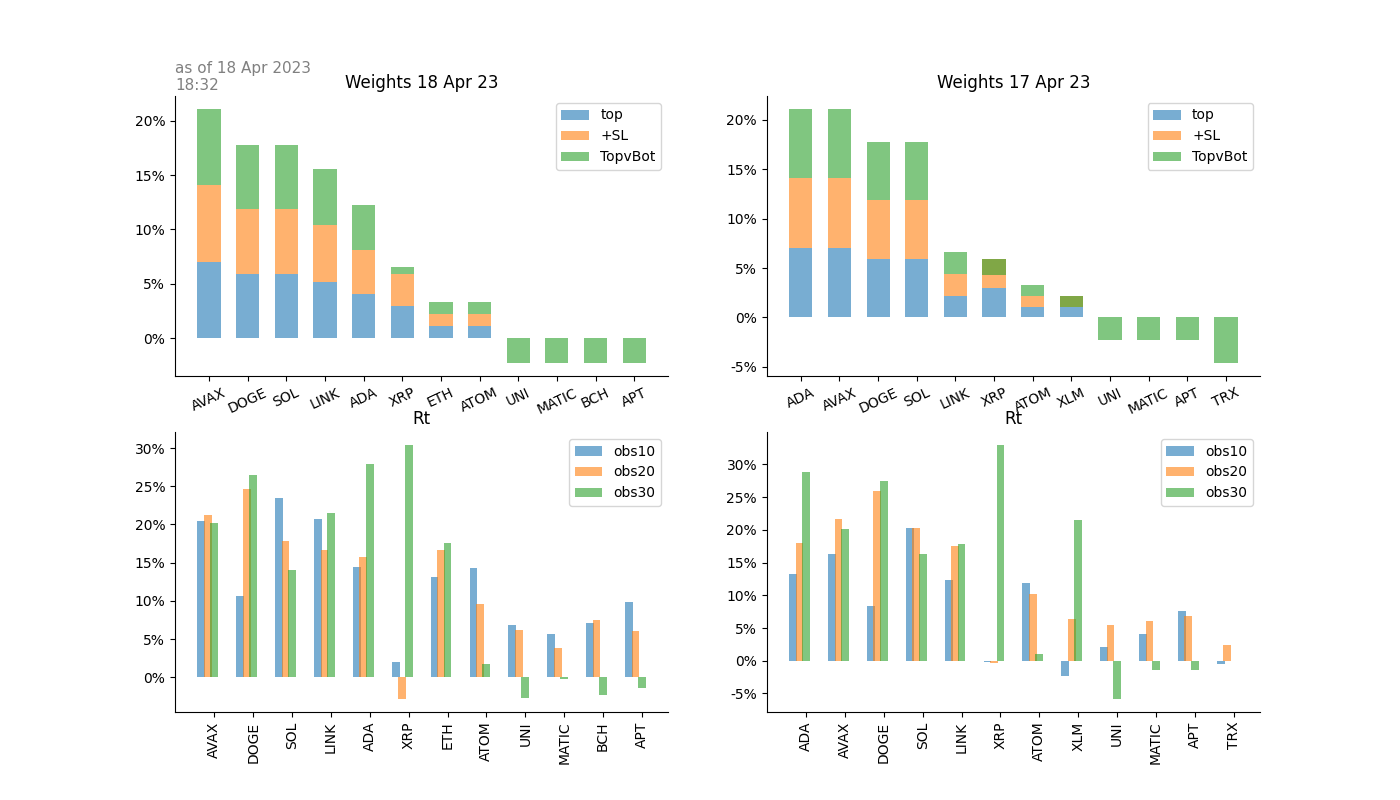 as of 18 Apr 2023
18:32
Weights 18 Apr 23
20%
15%
10%
5%
0%
top
+SL
TopvBot
AVAX DOGE SOL LINK ADA XRP ETH ATOM UNI MATIC BCH APT
Weights 17 Apr 23
20%
15%
10%
5%
0%
-5%
top
+SL
TopvBot
ADA AVAX DOGE SOL LINK XRP ATOM XLM UNI MATIC APT TRX
Rt
30%
25%
20%
15%
10%
5%
0%
obs10
obs20
obs30
AVAX DOGE SOL LINK ADA XRP ETH ATOM UNI MATIC BCH APT
Rt
30%
25%
20%
15%
10%
5%
0%
-5%
obs10
obs20
obs30
ADA AVAX DOGE SOL LINK XRP ATOM XLM UNI MATIC APT TRX